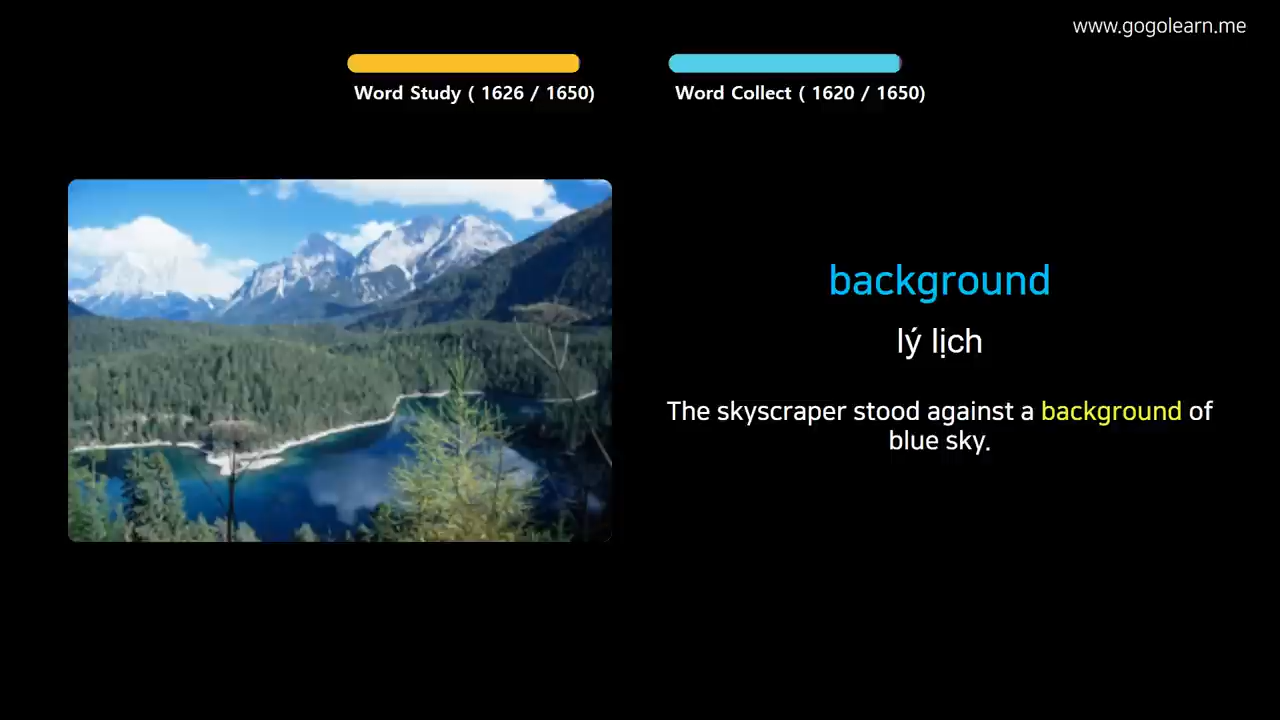 www.gogolearn.me
Word Study ( 1626 / 1650)
Word Collect ( 1620 / 1650)
background
lý lịch
The skyscraper stood against a background of
blue sky.